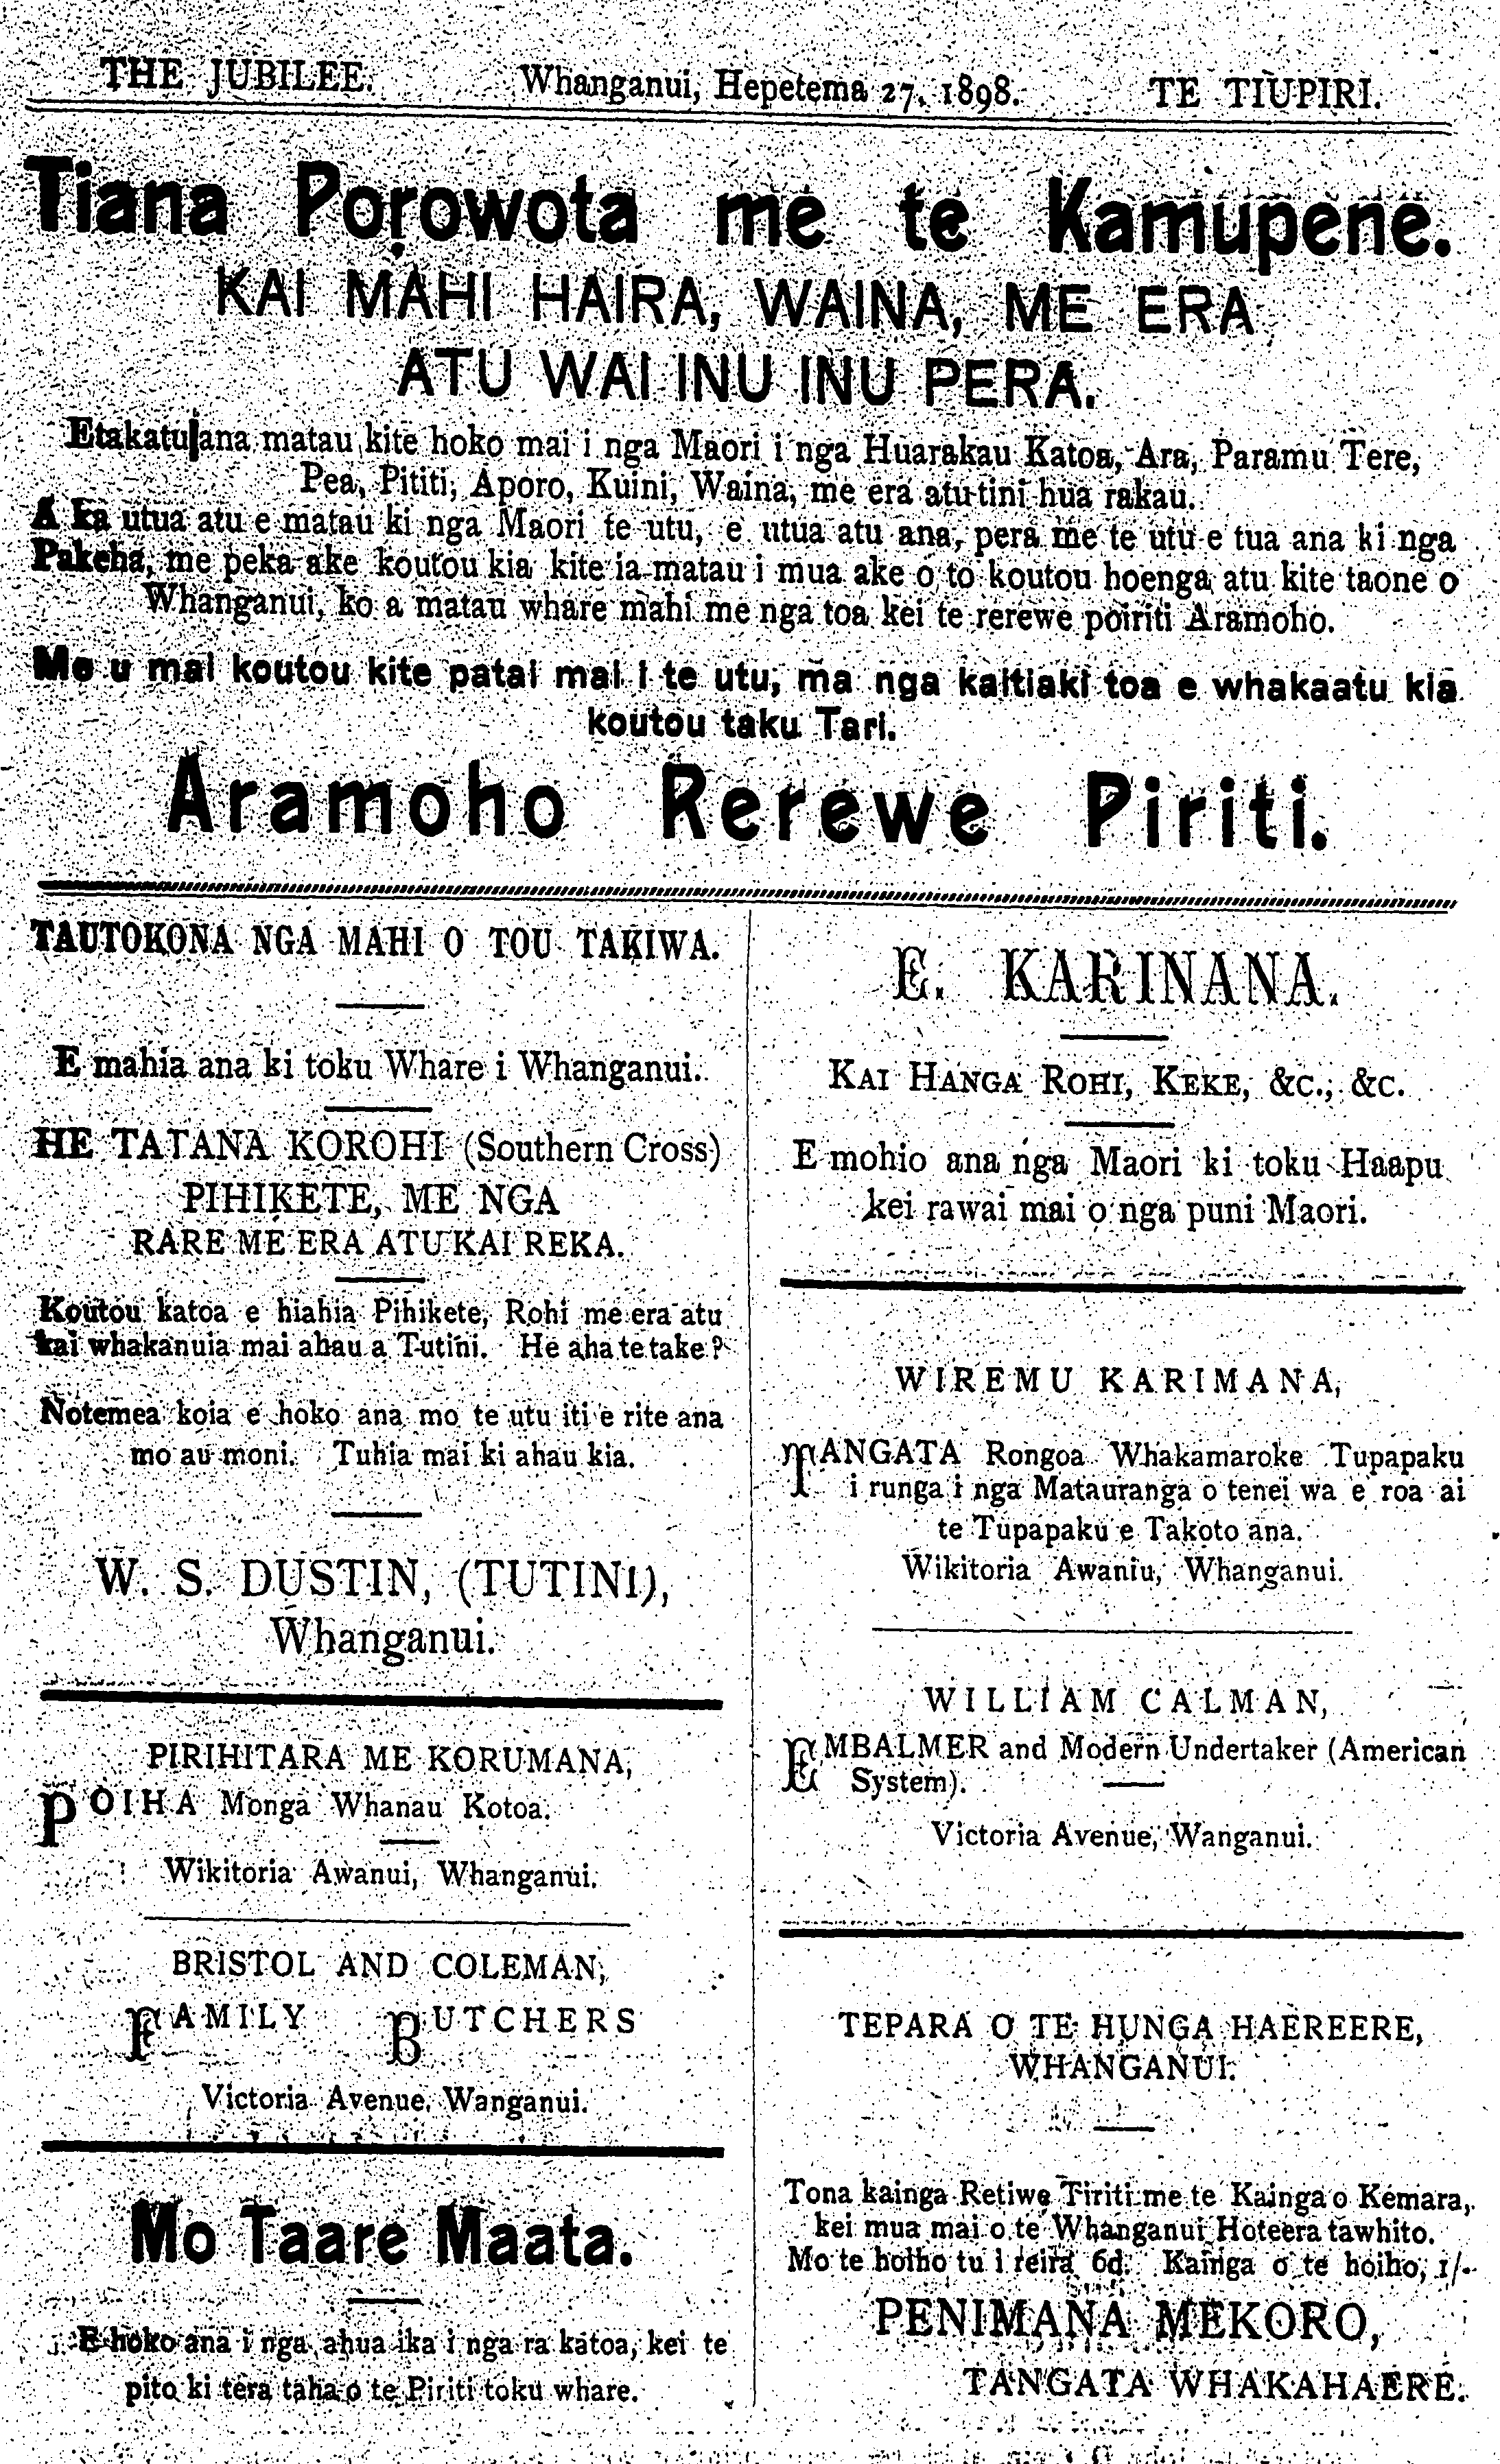 THE JUBILEE. Whanganui, Hepetema 27, 1898. TE TIUPIRI.
Tiana Porowota me te Kamupene.
KAI MAHI HAIRA, WAINA, ME ERA
ATU WAI INU INU PERA.
Etakatu ana matau kite hoko mai i nga Maori i nga Huarakau Katoa, Ara, Paramu Tere,
Pea, Pititi, Aporo, Kuini, Waina, me era atu tini hua rakau.
A ka utua atu e matau ki nga Maori te utu, e utua atu ana, pera me te utu e tua ana ki nga
Pakeha, me peka ake koutou kia kite ia matau i mua ake o to koutou hoenga atu kite taone o
Whanganui, ko a matau whare mahi me nga toa kei te rerewe poiriti Aramoho.
Me u mai koutou kite patai mai i te utu, ma nga kaitiaki toa e whakaatu kia
koutou taku Tari.
Aramoho Rerewe Piriti.
TAUTOKONA NGA MAHI O TOU TAKIWA.
E mahia ana ki toku Whare i Whanganui.
HE TATANA KOROHI (Southern Cross)
PIHIKETE, ME NGA
RARE ME ERA ATU KAI REKA.
Koutou katoa e hiahia Pihikete, Rohi me era atu
kai whakanuia mai ahau a Tutini. He aha te take?
Notemea koia e hoko ana mo te utu iti e rite ana
mo au moni. Tuhia mai ki ahau kia.
W. S. DUSTIN, (TUTINI),
Whanganui.
PIRIHITARA ME KORUMANA,
POIHA Monga Whanau Kotoa.
Wikitoria Awanui, Whanganui.
BRISTOL AND COLEMAN,
FAMILY BUTCHERS
Victoria Avenue, Wanganui.
Mo Taare Maata.
E hoko ana i nga ahua ika i nga ra katoa, kei te
pito ki tera taha o te Piriti toku whare.
E. KARINANA.
KAI HANGA ROHI, KEKE, &C., &C.
E mohio ana nga Maori ki toku Haapu
kei rawai mai o nga puni Maori.
WIREMU KARIMANA,
TANGATA Rongoa Whakamaroke Tupapaku
i runga i nga Matauranga o tenei wa e roa ai
te Tupapaku e Takoto ana.
Wikitoria Awaniu, Whanganui.
WILLIAM CALMAN,
EMBALMER and Modern Undertaker (American
System).
Victoria Avenue, Wanganui.
TEPARA O TE HUNGA HAEREERE,
WHANGANUI.
Tona kainga Retiwe Tiriti me te Kainga o Kemara,
kei mua mai o te Whanganui Hoteera tawhito.
Mo te hoiho tu i reira 6d. Kainga o te hoiho, 1/-
PENIMANA MEKORO,
TANGATA WHAKAHAERE.